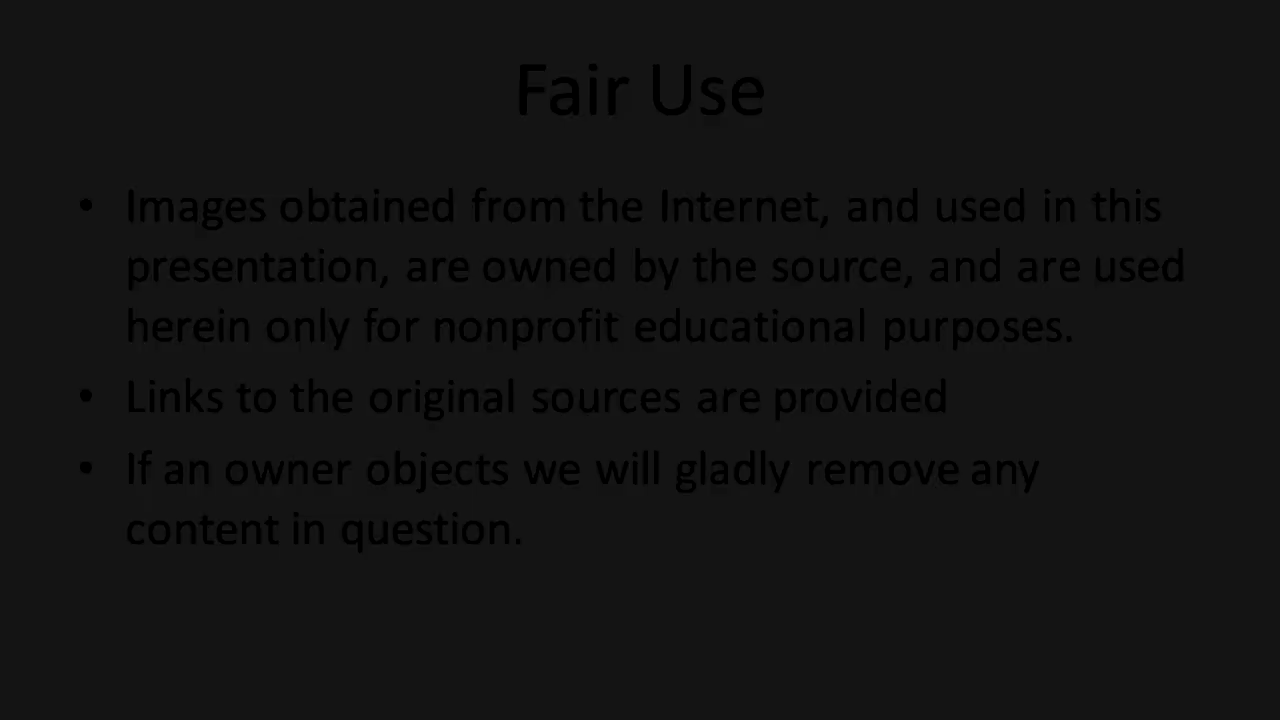 Fair Use
• Images obtained from the Internet, and used in this
presentation, are owned by the source, and are used
herein only for nonprofit educational purposes.
• Links to the original sources are provided
• If an owner objects we will gladly remove any
content in question.